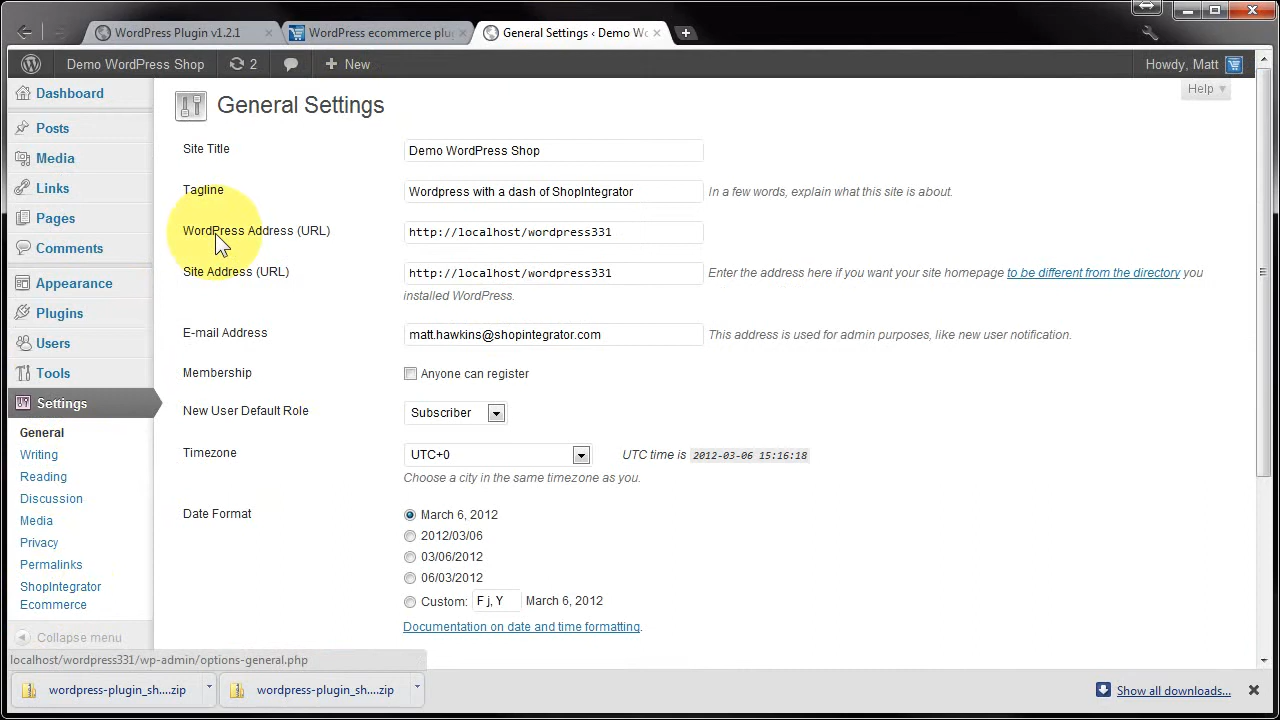 WordPress Plugin v1.2.1
WordPress ecommerce plug
General Settings ‹ Demo Wo
Demo WordPress Shop
2
New
Howdy, Matt
Dashboard
Posts
Media
Links
Pages
Comments
Appearance
Plugins
Users
Tools
Settings
General
Writing
Reading
Discussion
Media
Privacy
Permalinks
ShopIntegrator
Ecommerce
Collapse menu
Help
General Settings
Site Title
Demo WordPress Shop
Tagline
Wordpress with a dash of ShopIntegrator
In a few words, explain what this site is about.
WordPress Address (URL)
http://localhost/wordpress331
Site Address (URL)
http://localhost/wordpress331
Enter the address here if you want your site homepage to be different from the directory you
installed WordPress.
E-mail Address
matt.hawkins@shopintegrator.com
This address is used for admin purposes, like new user notification.
Membership
Anyone can register
New User Default Role
Subscriber
Timezone
UTC+0
UTC time is 2012-03-06 15:16:18
Choose a city in the same timezone as you.
Date Format
March 6, 2012
2012/03/06
03/06/2012
06/03/2012
Custom: F j, Y March 6, 2012
Documentation on date and time formatting.
localhost/wordpress331/wp-admin/options-general.php
wordpress-plugin_sh....zip
wordpress-plugin_sh....zip
Show all downloads...